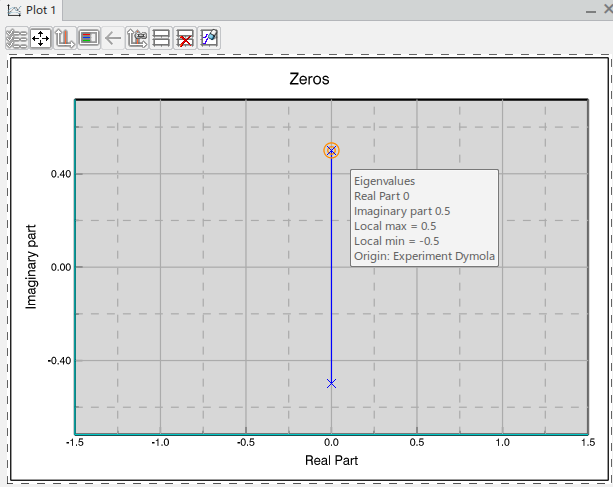 Plot 1
Zeros
Imaginary part
0.40
0.00
-0.40
Eigenvalues
Real Part 0
Imaginary part 0.5
Local max = 0.5
Local min = -0.5
Origin: Experiment Dymola
-1.5 -1.0 -0.5 0.0 0.5 1.0 1.5
Real Part